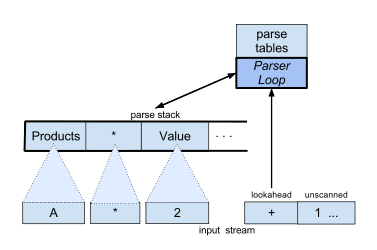 parse
tables
Parser
Loop
parse stack
Products * Value . . .
lookahead unscanned
A * 2 + 1 ...
input stream